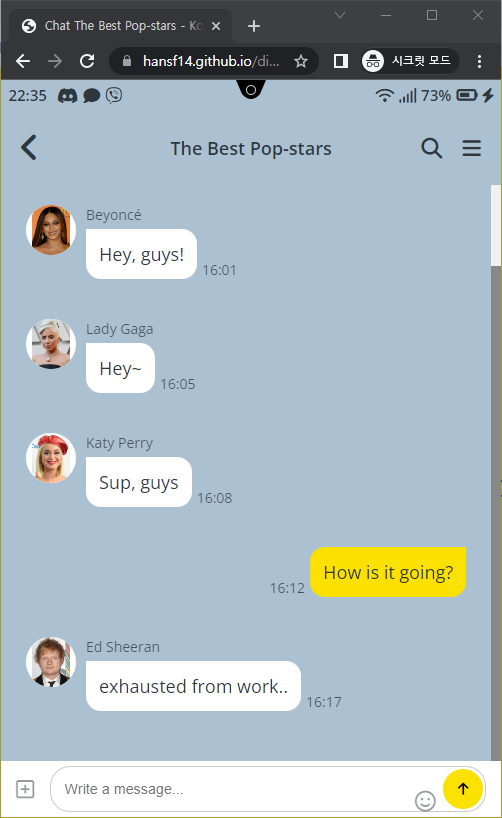 Chat The Best Pop-stars - Ko
hansf14.github.io/di...
시크릿 모드
22:35
73%
The Best Pop-stars
Beyoncé
Hey, guys!
16:01
Lady Gaga
Hey~
16:05
Katy Perry
Sup, guys
16:08
How is it going?
16:12
Ed Sheeran
exhausted from work..
16:17
Write a message...